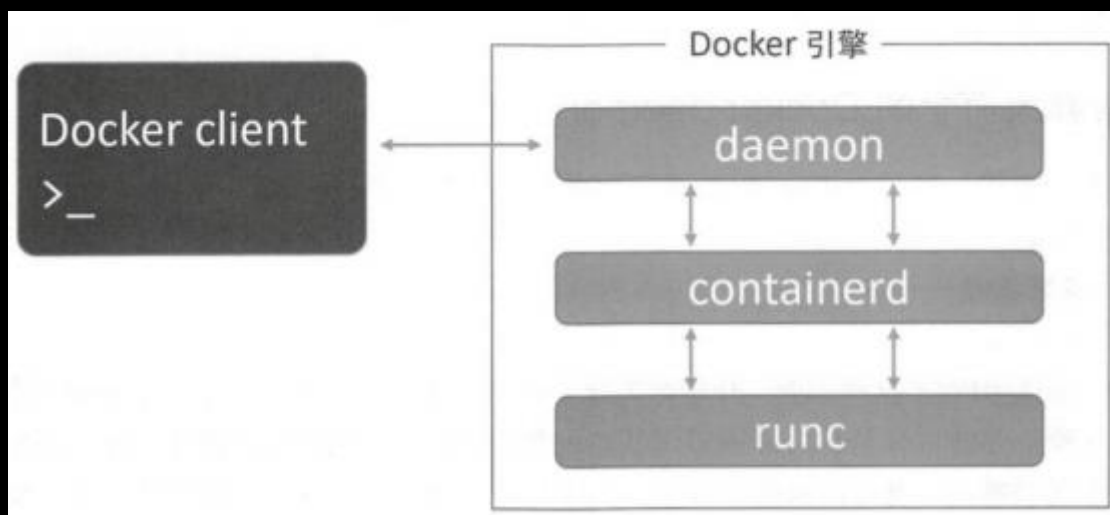 Docker 引擎
Docker client
>_
daemon
containerd
runc